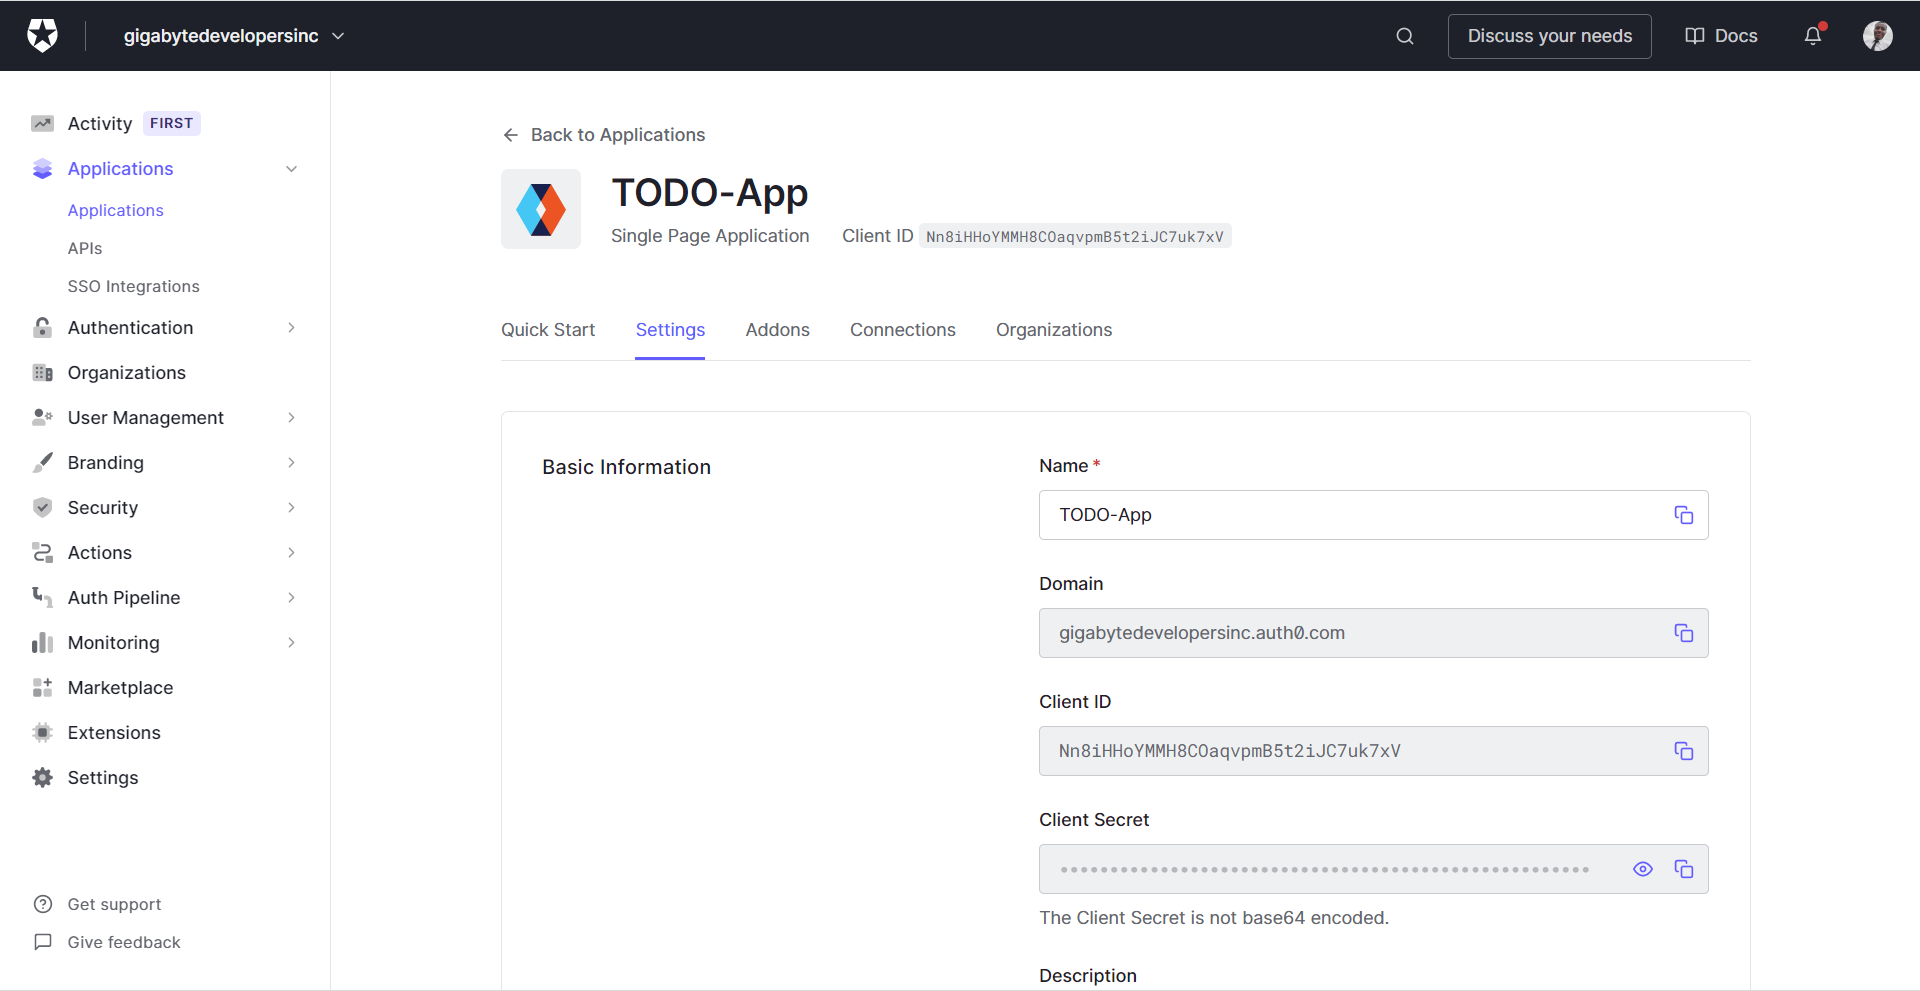 gigabytedevelopersinc
Discuss your needs
Docs
Activity FIRST
Applications
Applications
APIs
SSO Integrations
Authentication
Organizations
User Management
Branding
Security
Actions
Auth Pipeline
Monitoring
Marketplace
Extensions
Settings
Get support
Give feedback
Back to Applications
TODO-App
Single Page Application Client ID Nn8iHHoYMMH8COaqvpmB5t2iJC7uk7xV
Quick Start Settings Addons Connections Organizations
Basic Information
Name *
TODO-App
Domain
gigabytedevelopersinc.auth0.com
Client ID
Nn8iHHoYMMH8COaqvpmB5t2iJC7uk7xV
Client Secret
The Client Secret is not base64 encoded.
Description